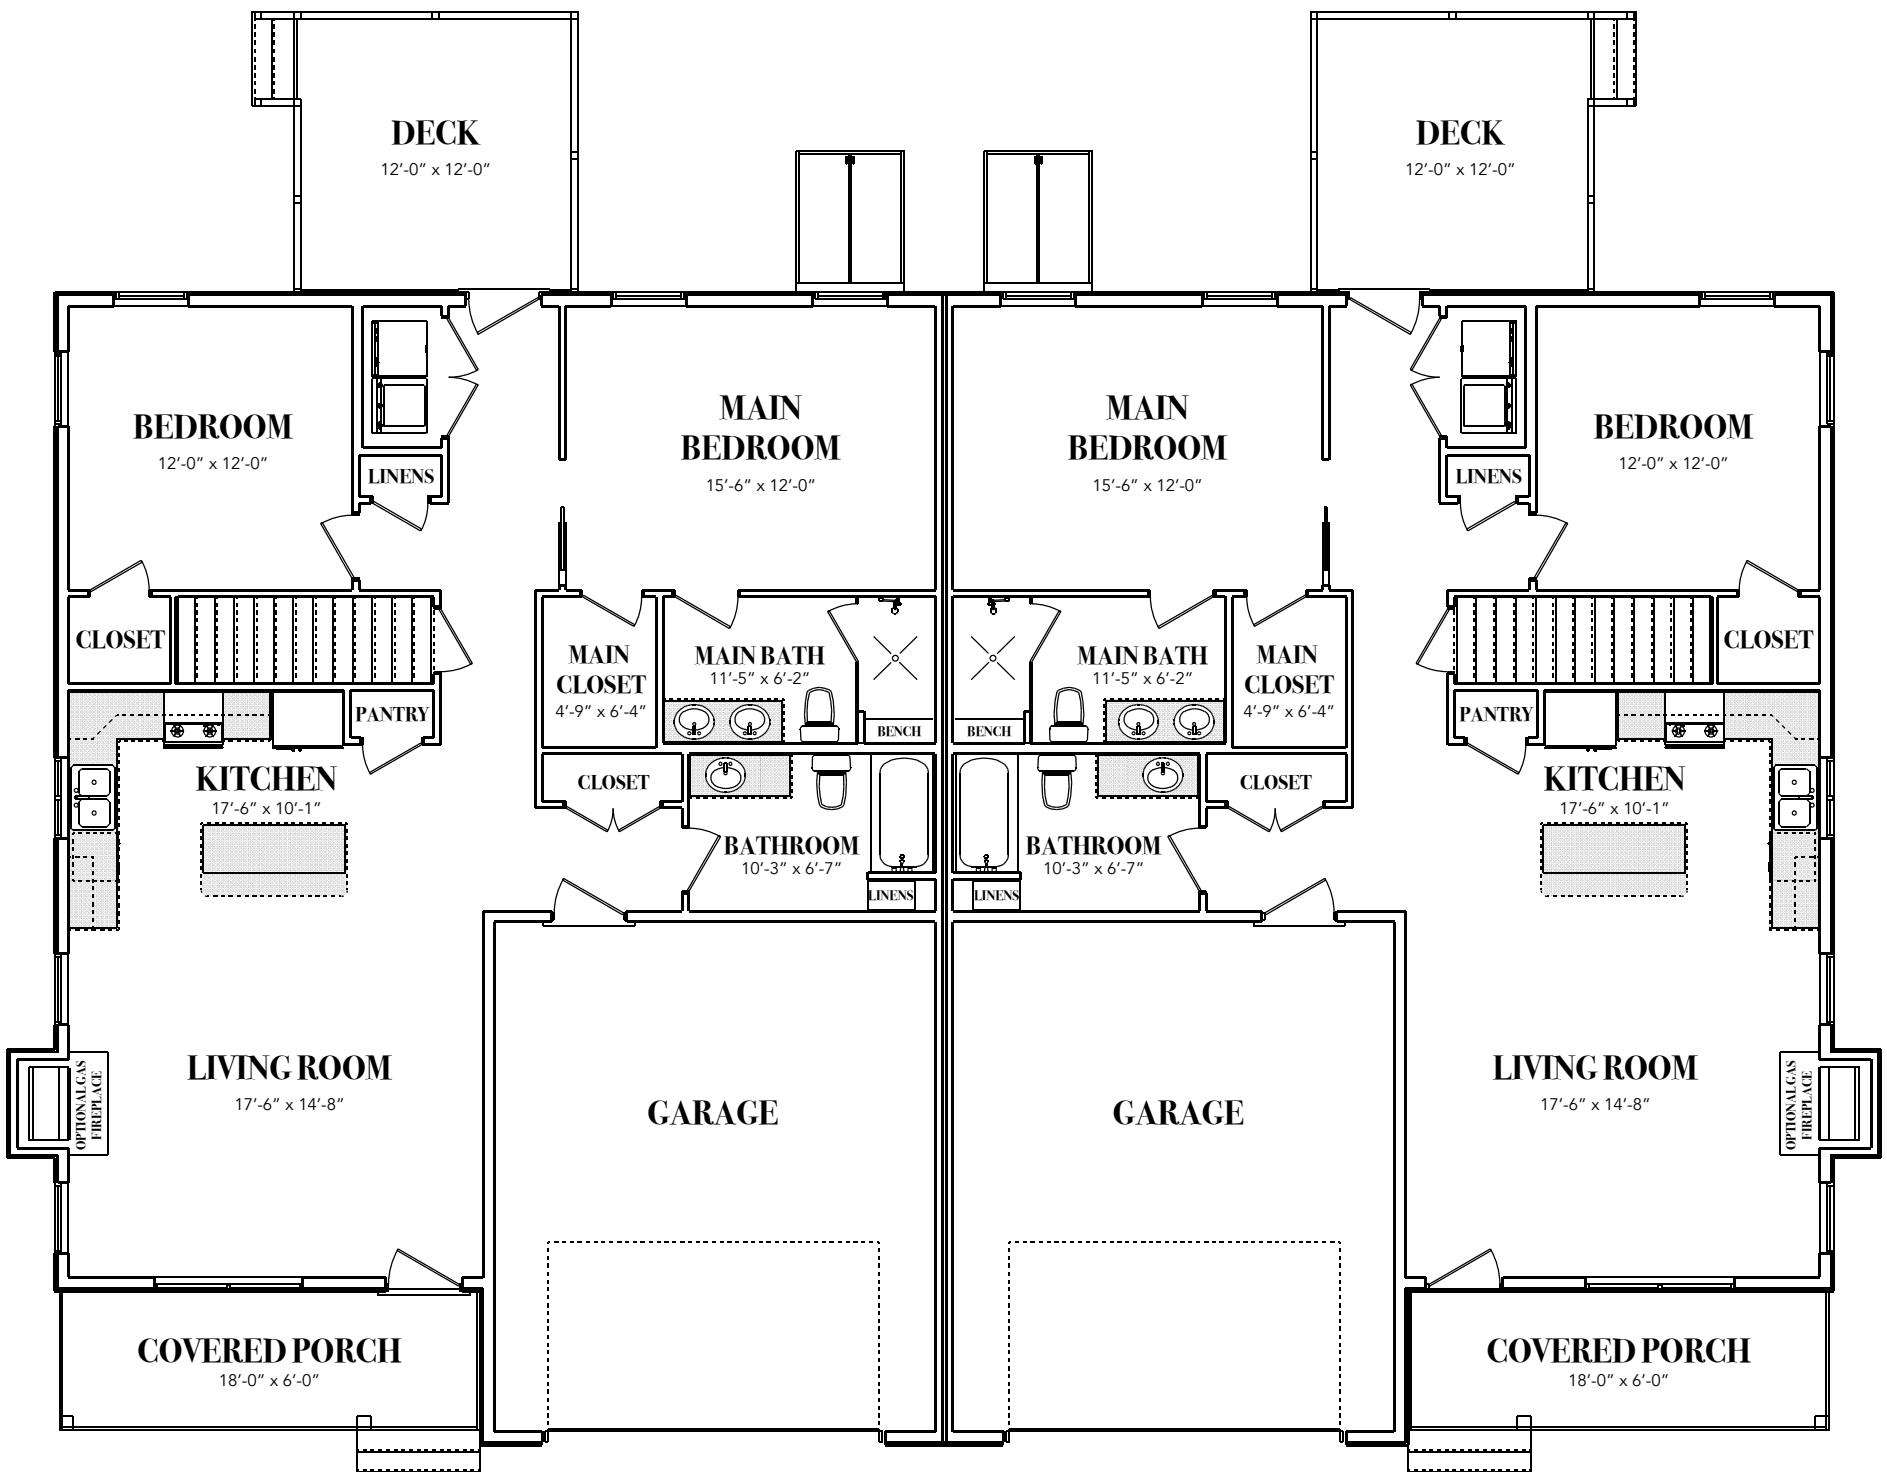 DECK
12'-0" x 12'-0"
DECK
12'-0" x 12'-0"
BEDROOM
12'-0" x 12'-0"
LINENS
MAIN
BEDROOM
15'-6" x 12'-0"
MAIN
BEDROOM
15'-6" x 12'-0"
LINENS
BEDROOM
12'-0" x 12'-0"
CLOSET
MAIN
CLOSET
4'-9" x 6'-4"
MAIN BATH
11'-5" x 6'-2"
BENCH
BENCH
MAIN BATH
11'-5" x 6'-2"
MAIN
CLOSET
4'-9" x 6'-4"
CLOSET
PANTRY
PANTRY
KITCHEN
17'-6" x 10'-1"
CLOSET
BATHROOM
10'-3" x 6'-7"
LINENS
BATHROOM
10'-3" x 6'-7"
LINENS
CLOSET
KITCHEN
17'-6" x 10'-1"
OPTIONAL GAS
FIREPLACE
LIVING ROOM
17'-6" x 14'-8"
GARAGE
GARAGE
LIVING ROOM
17'-6" x 14'-8"
OPTIONAL GAS
FIREPLACE
COVERED PORCH
18'-0" x 6'-0"
COVERED PORCH
18'-0" x 6'-0"